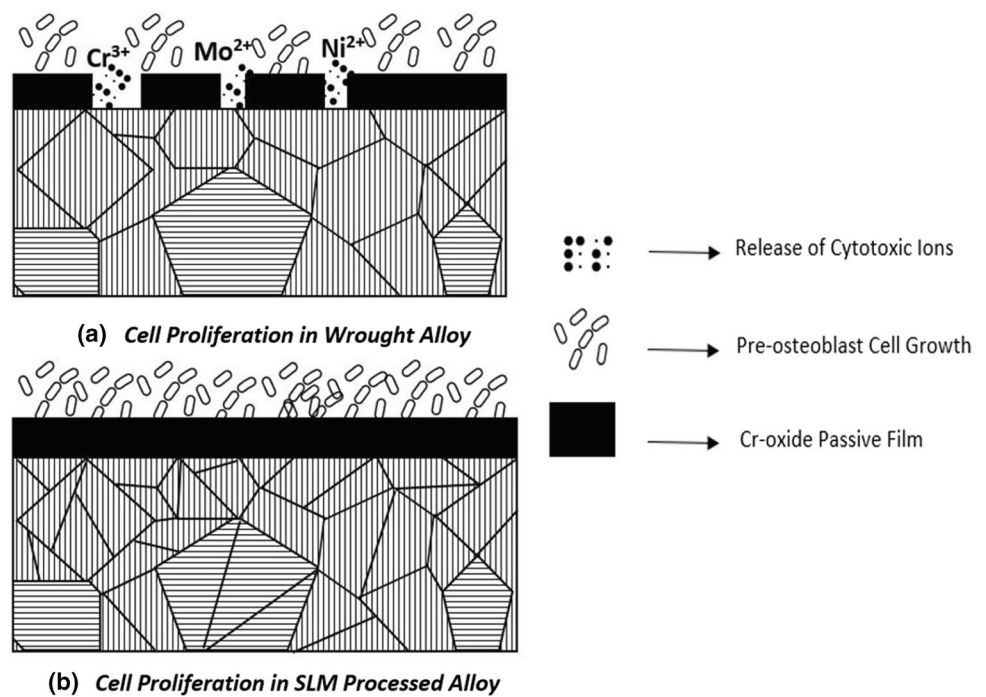 Cr3+ Mo2+ Ni2+
(a) Cell Proliferation in Wrought Alloy
Release of Cytotoxic Ions
Pre-osteoblast Cell Growth
Cr-oxide Passive Film
(b) Cell Proliferation in SLM Processed Alloy